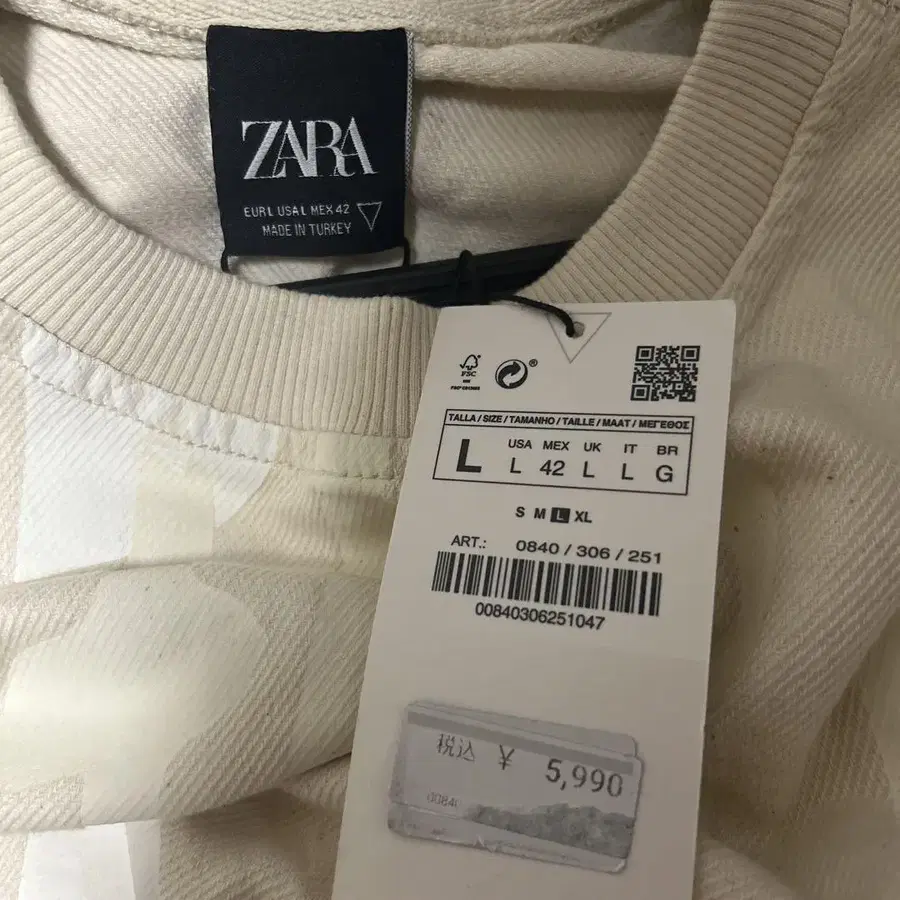 ZARA
EUR L USA L MEX 42
MADE IN TURKEY
FSC
®
TALLA / SIZE / TAMANHO / TAILLE / MAAT / ΜΕΓΕΘΟΣ
L
USA MEX UK IT BR
L 42 L L G
S M L XL
ART.: 0840 / 306 / 251
00840306251047
税込 ¥ 5,990